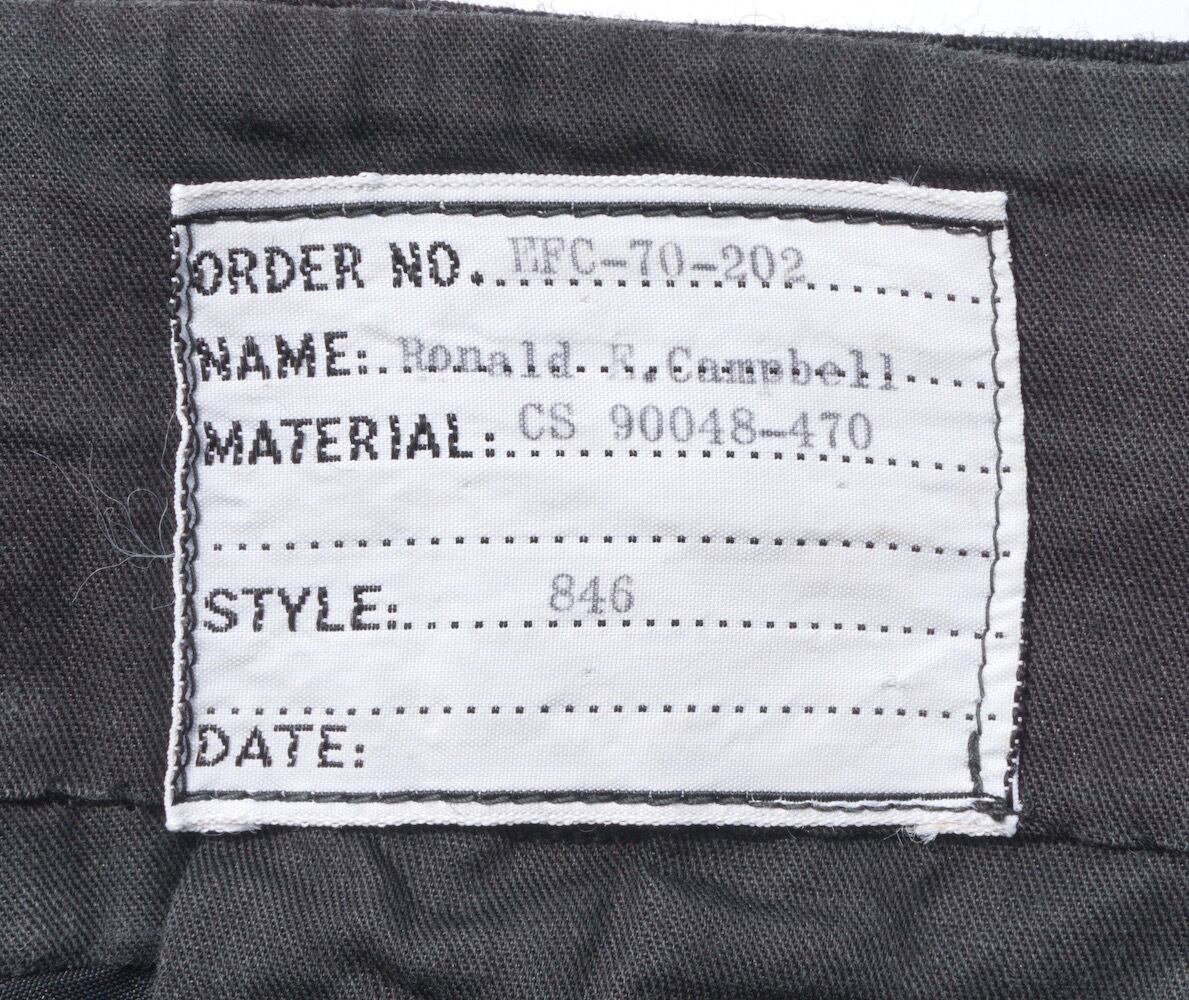 ORDER NO. EFC-70-202
NAME: Ronald E. Campbell
MATERIAL: CS 90048-470
STYLE: 846
DATE: